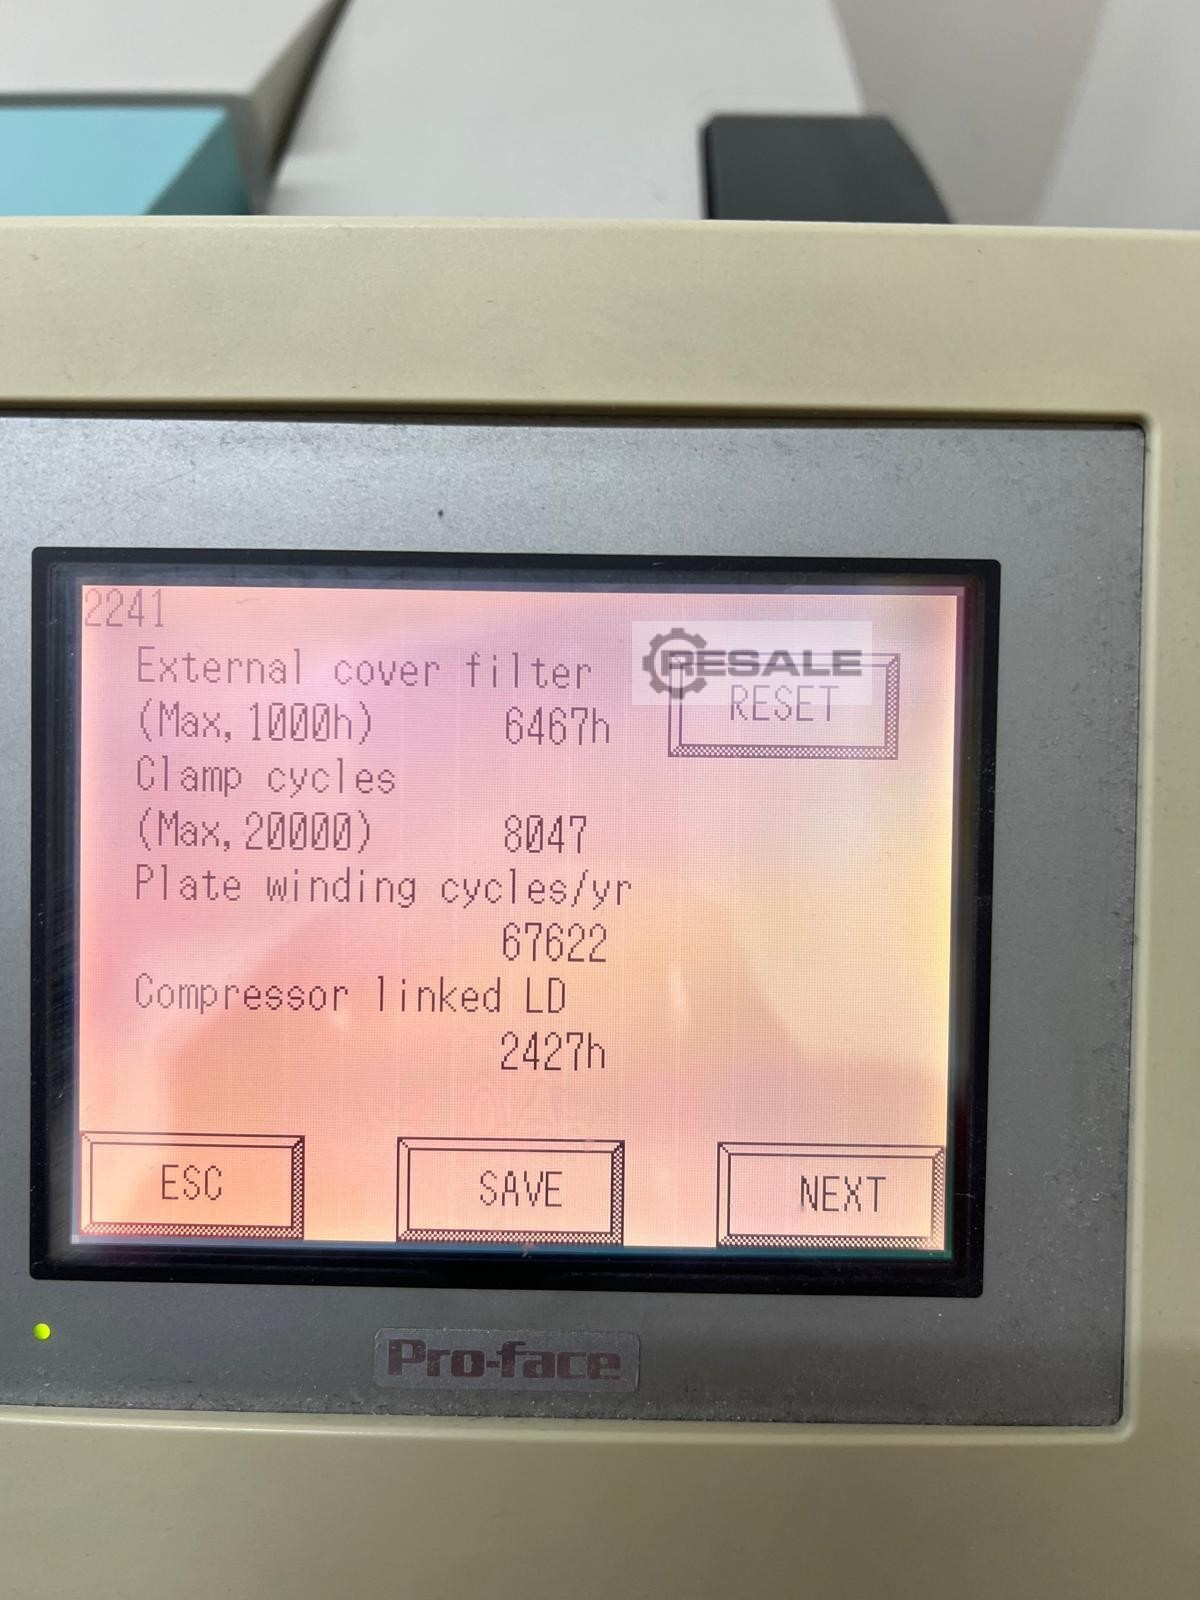 2241
External cover filter
RESALE
(Max,1000h) 6467h
RESET
Clamp cycles
(Max,20000) 8047
Plate winding cycles/yr
67622
Compressor linked LD
2427h
ESC SAVE NEXT
Pro-face